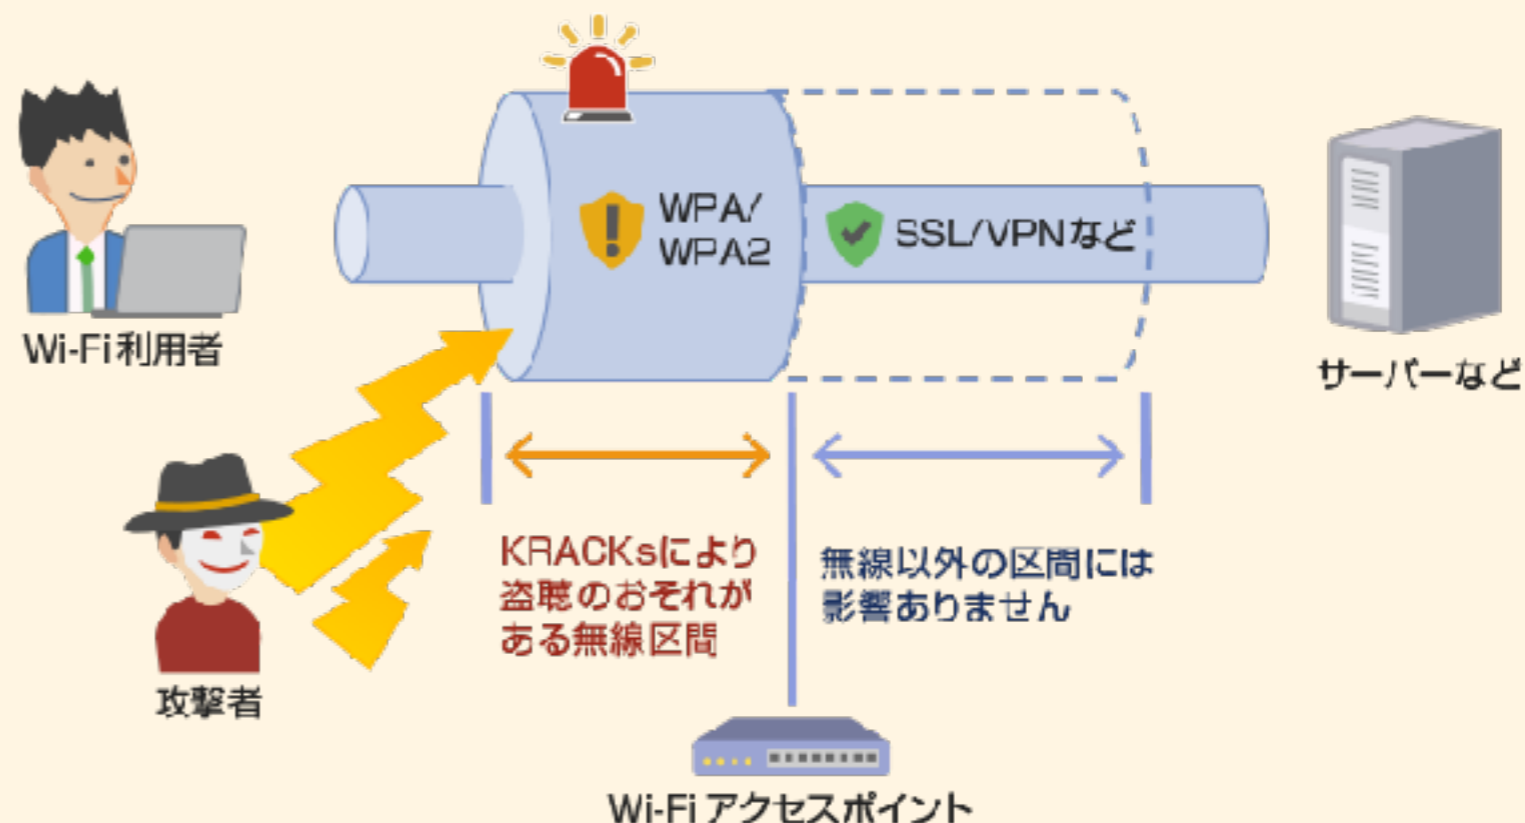 WPA/
WPA2
SSL/VPNなど
Wi-Fi利用者
サーバーなど
KRACKsにより
盗聴のおそれが
ある無線区間
無線以外の区間には
影響ありません
攻撃者
Wi-Fi アクセスポイント